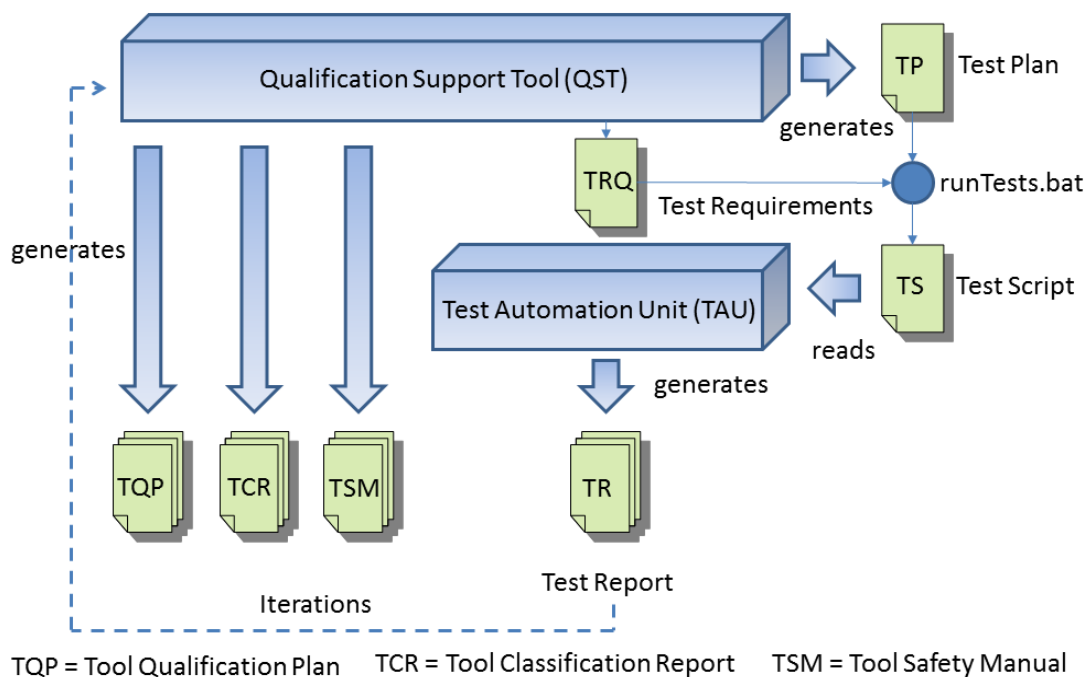 Qualification Support Tool (QST)
TP
Test Plan
generates
TRQ
Test Requirements
runTests.bat
generates
Test Automation Unit (TAU)
TS
Test Script
reads
generates
TQP
TCR
TSM
TR
Test Report
Iterations
TQP = Tool Qualification Plan
TCR = Tool Classification Report
TSM = Tool Safety Manual